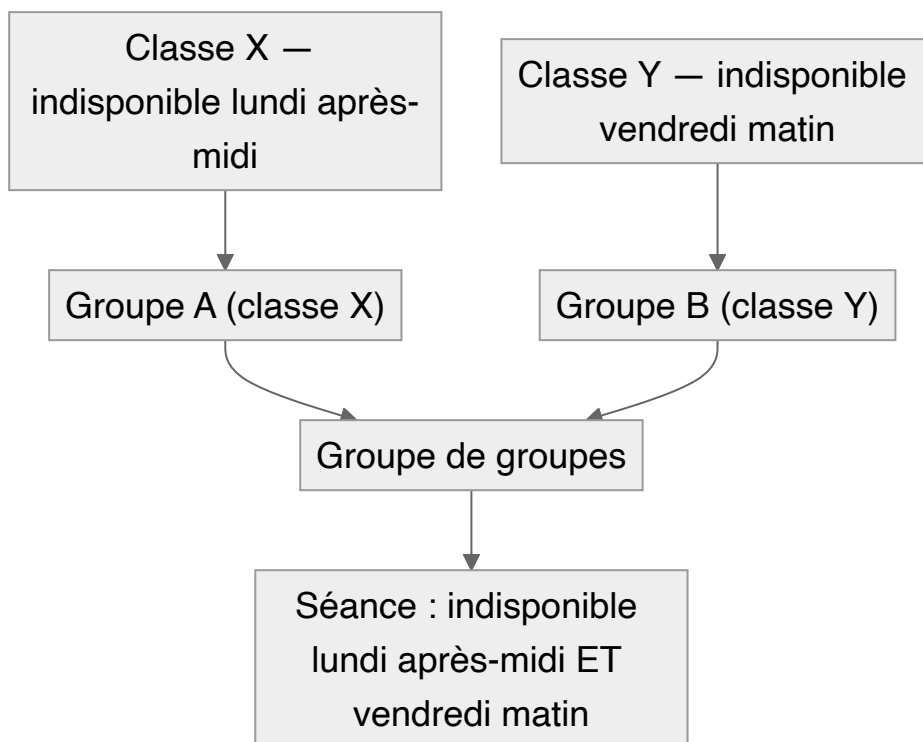 Classe X —
indisponible lundi après-
midi
Classe Y — indisponible
vendredi matin
Groupe A (classe X)
Groupe B (classe Y)
Groupe de groupes
Séance : indisponible
lundi après-midi ET
vendredi matin